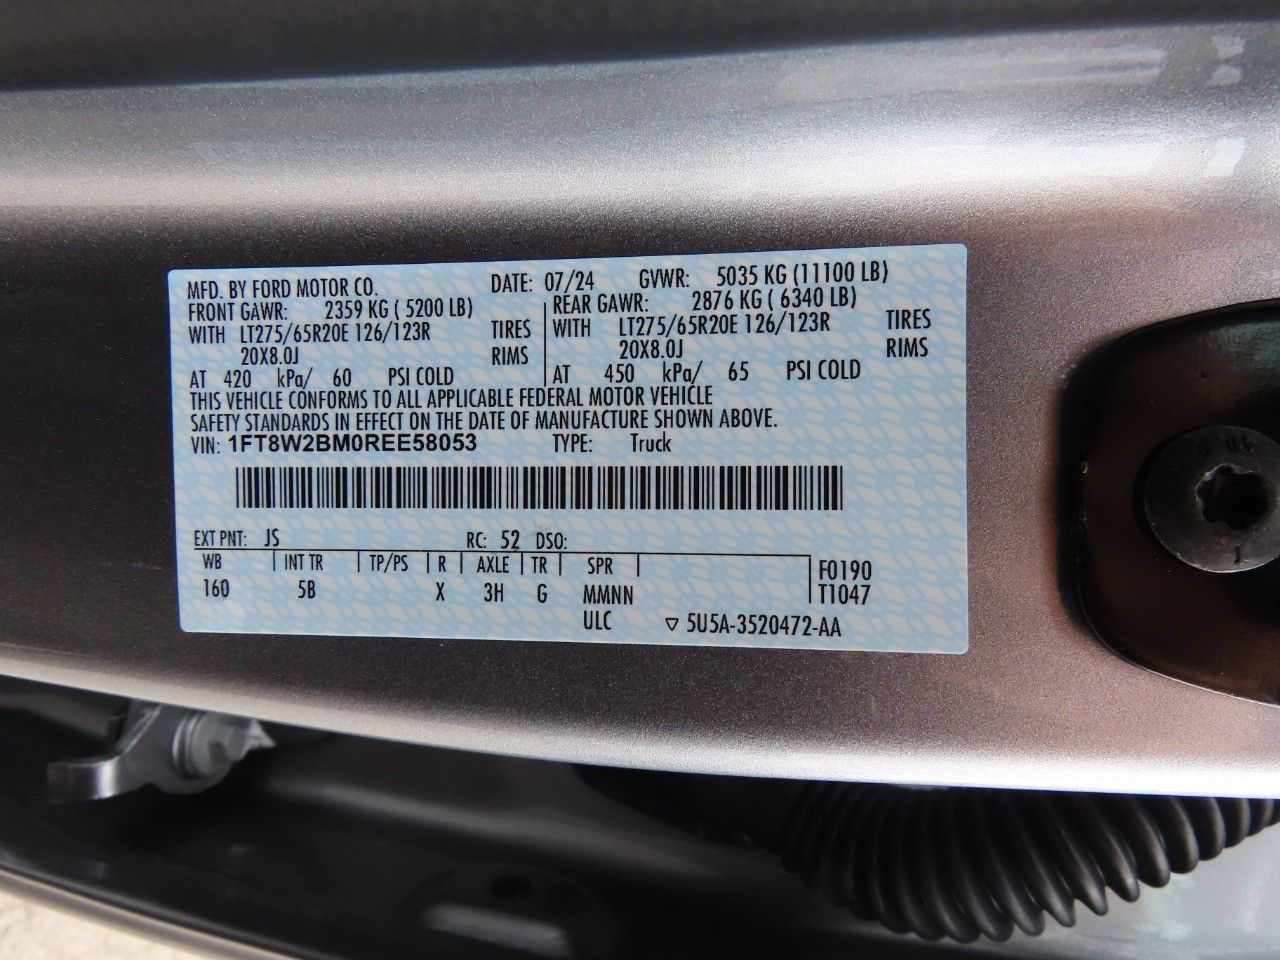 MFD. BY FORD MOTOR CO. DATE: 07/24 GVWR: 5035 KG (11100 LB)
FRONT GAWR: 2359 KG ( 5200 LB) REAR GAWR: 2876 KG ( 6340 LB)
WITH LT275/65R20E 126/123R TIRES WITH LT275/65R20E 126/123R TIRES
20X8.0J RIMS 20X8.0J RIMS
AT 420 kPa/ 60 PSI COLD AT 450 kPa/ 65 PSI COLD
THIS VEHICLE CONFORMS TO ALL APPLICABLE FEDERAL MOTOR VEHICLE
SAFETY STANDARDS IN EFFECT ON THE DATE OF MANUFACTURE SHOWN ABOVE.
VIN: 1FT8W2BM0REE58053 TYPE: Truck
EXT PNT: JS RC: 52 DSO:
WB INT TR TP/PS R AXLE TR SPR F0190
160 5B X 3H G MMNN T1047
ULC ▽ 5U5A-3520472-AA
10.9